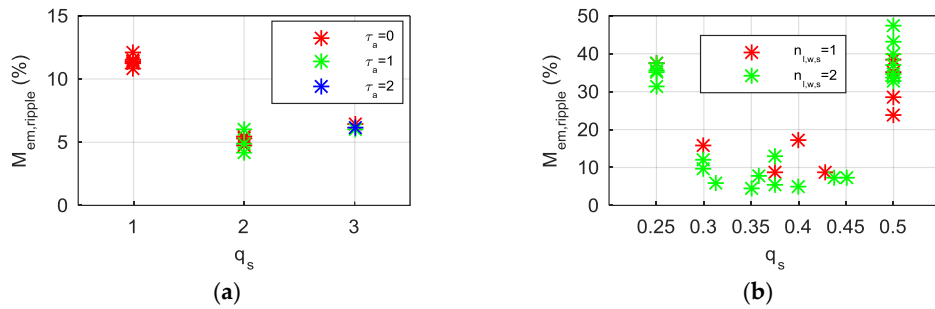 15
10
5
0
M_em,ripple (%)
τ_a=0
τ_a=1
τ_a=2
1 2 3
q_s
(a)
50
40
30
20
10
0
M_em,ripple (%)
n_l,w,s=1
n_l,w,s=2
0.25 0.3 0.35 0.4 0.45 0.5
q_s
(b)